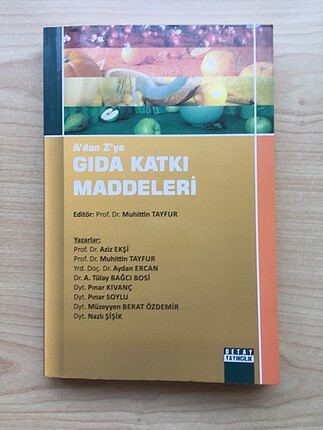 A'dan Z'ye
GIDA KATKI
MADDELERİ
Editör: Prof. Dr. Muhittin TAYFUR
Yazarlar:
Prof. Dr. Aziz EKŞİ
Prof. Dr. Muhittin TAYFUR
Yrd. Doç. Dr. Aydan ERCAN
Dr. A. Tülay BAĞCI BOSİ
Dyt. Pınar KIVANÇ
Dyt. Pınar SOYLU
Dyt. Müzeyyen BERAT ÖZDEMİR
Dyt. Nazlı ŞIŞIK
DETAY
YAYINCILIK